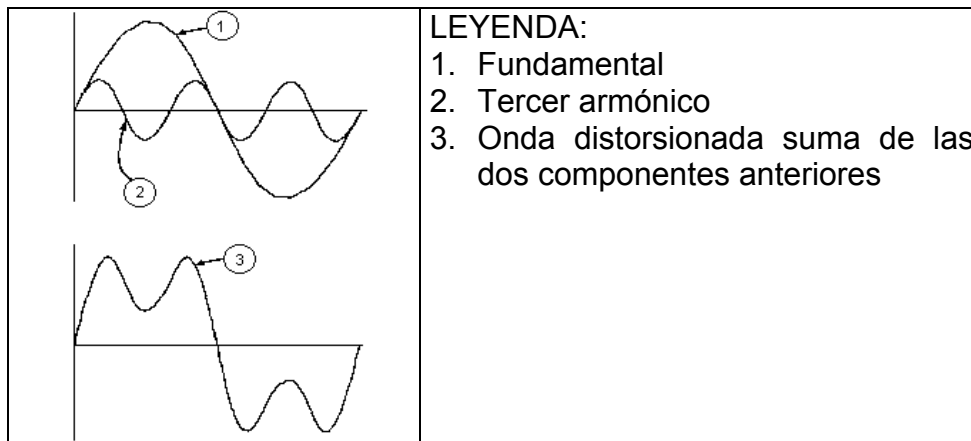 1
2
3
LEYENDA:
1. Fundamental
2. Tercer armónico
3. Onda distorsionada suma de las
dos componentes anteriores